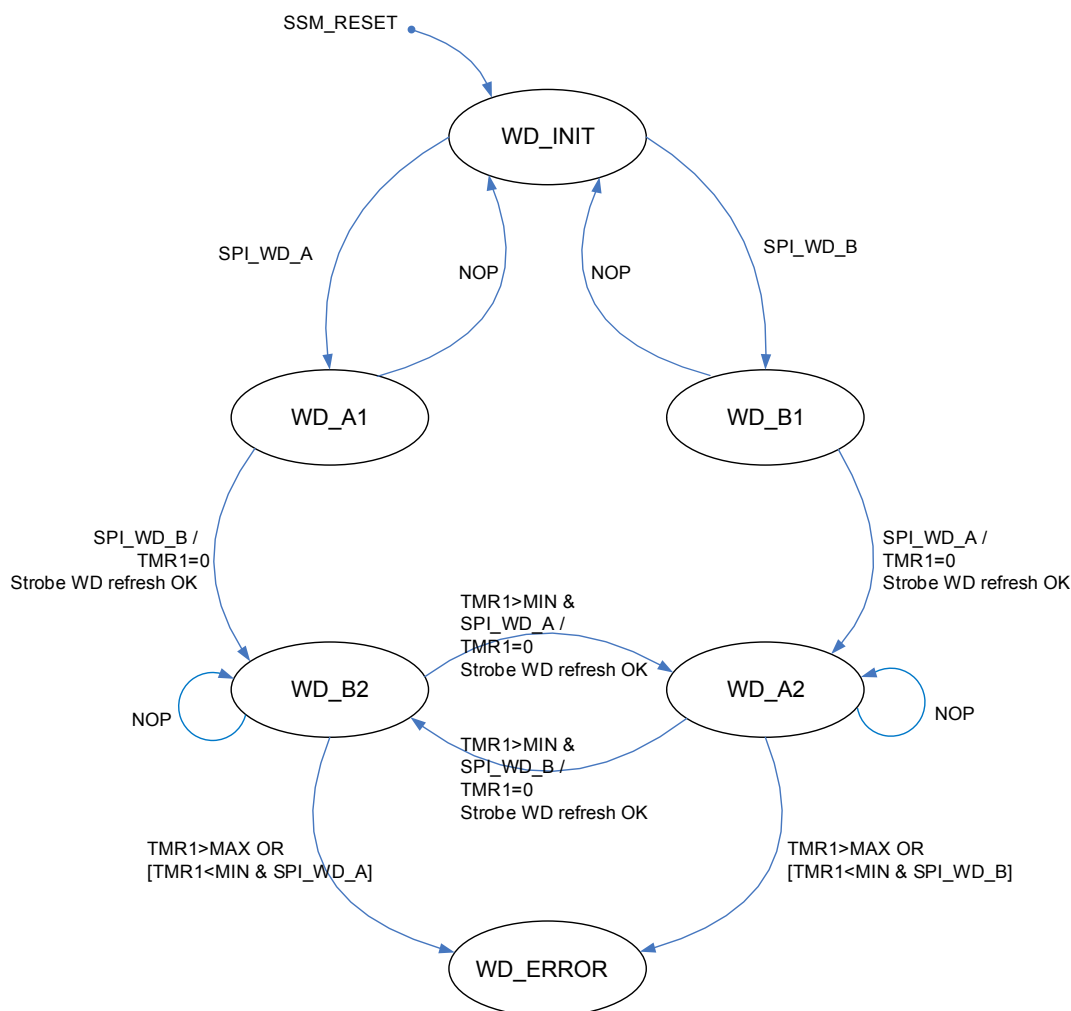 SSM_RESET
WD_INIT
SPI_WD_A
NOP
NOP
SPI_WD_B
WD_A1
WD_B1
SPI_WD_B /
TMR1=0
Strobe WD refresh OK
SPI_WD_A /
TMR1=0
Strobe WD refresh OK
TMR1>MIN &
SPI_WD_A /
TMR1=0
Strobe WD refresh OK
WD_B2
WD_A2
NOP
NOP
TMR1>MIN &
SPI_WD_B /
TMR1=0
Strobe WD refresh OK
TMR1>MAX OR
[TMR1<MIN & SPI_WD_A]
TMR1>MAX OR
[TMR1<MIN & SPI_WD_B]
WD_ERROR